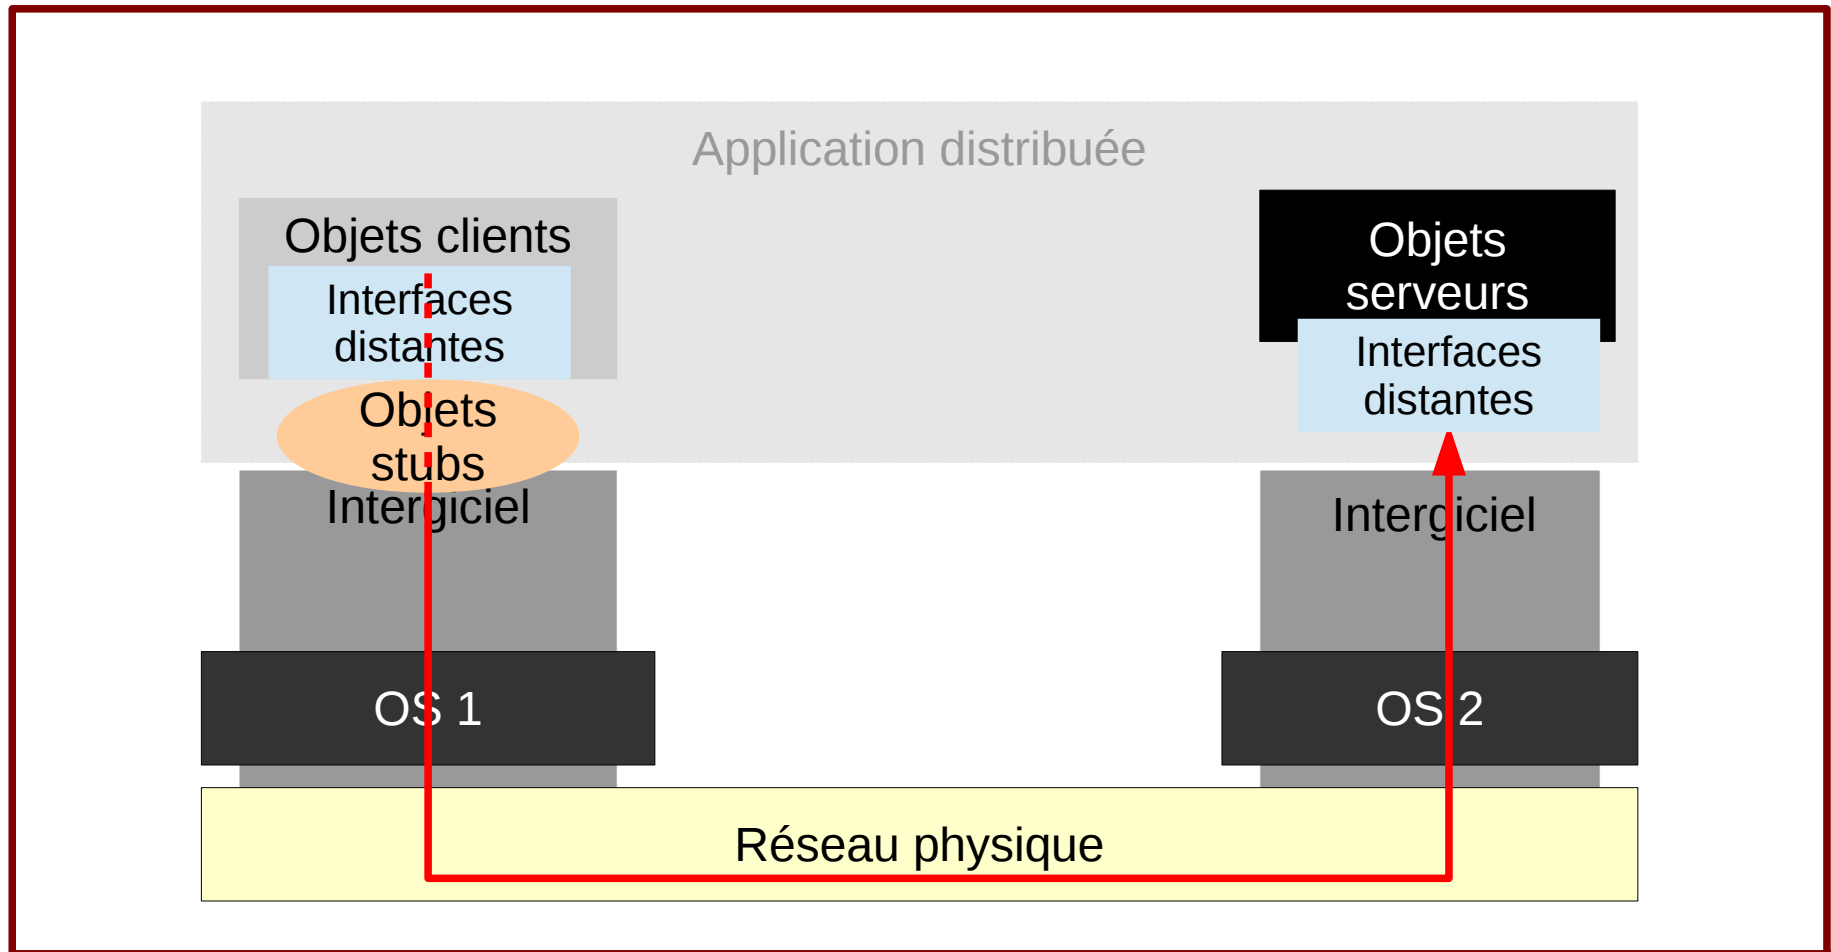 Application distribuée
Objets clients
Interfaces
distantes
Objets
stubs
Intergiciel
OS 1
Objets
serveurs
Interfaces
distantes
Intergiciel
OS 2
Réseau physique